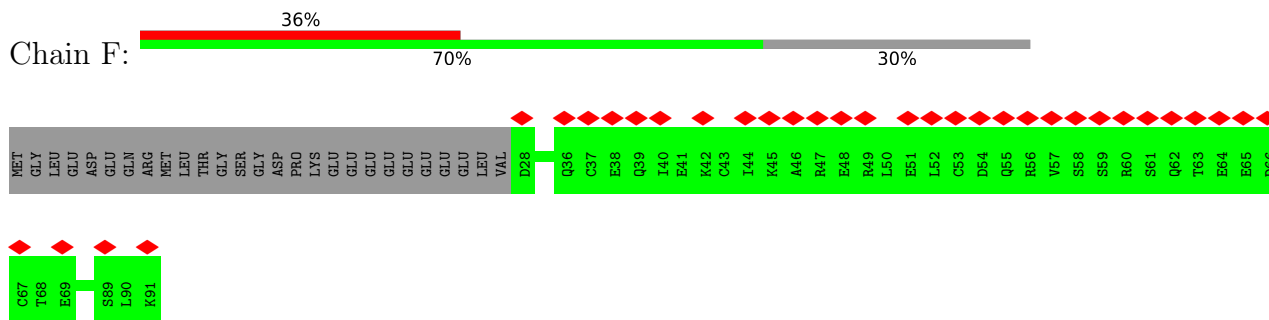 36%
Chain F:
70% 30%
MET GLY LEU GLU ASP GLU GLN ARG MET LEU THR GLY SER GLY ASP PRO LYS GLU GLU GLU GLU GLU GLU GLU GLU LEU VAL D28 Q36 C37 E38 Q39 I40 E41 K42 C43 I44 K45 A46 R47 E48 R49 L50 E51 L52 C53 D54 Q55 R56 V57 S58 S59 R60 S61 Q62 T63 E64 E65
C67 T68 E69 S89 L90 K91